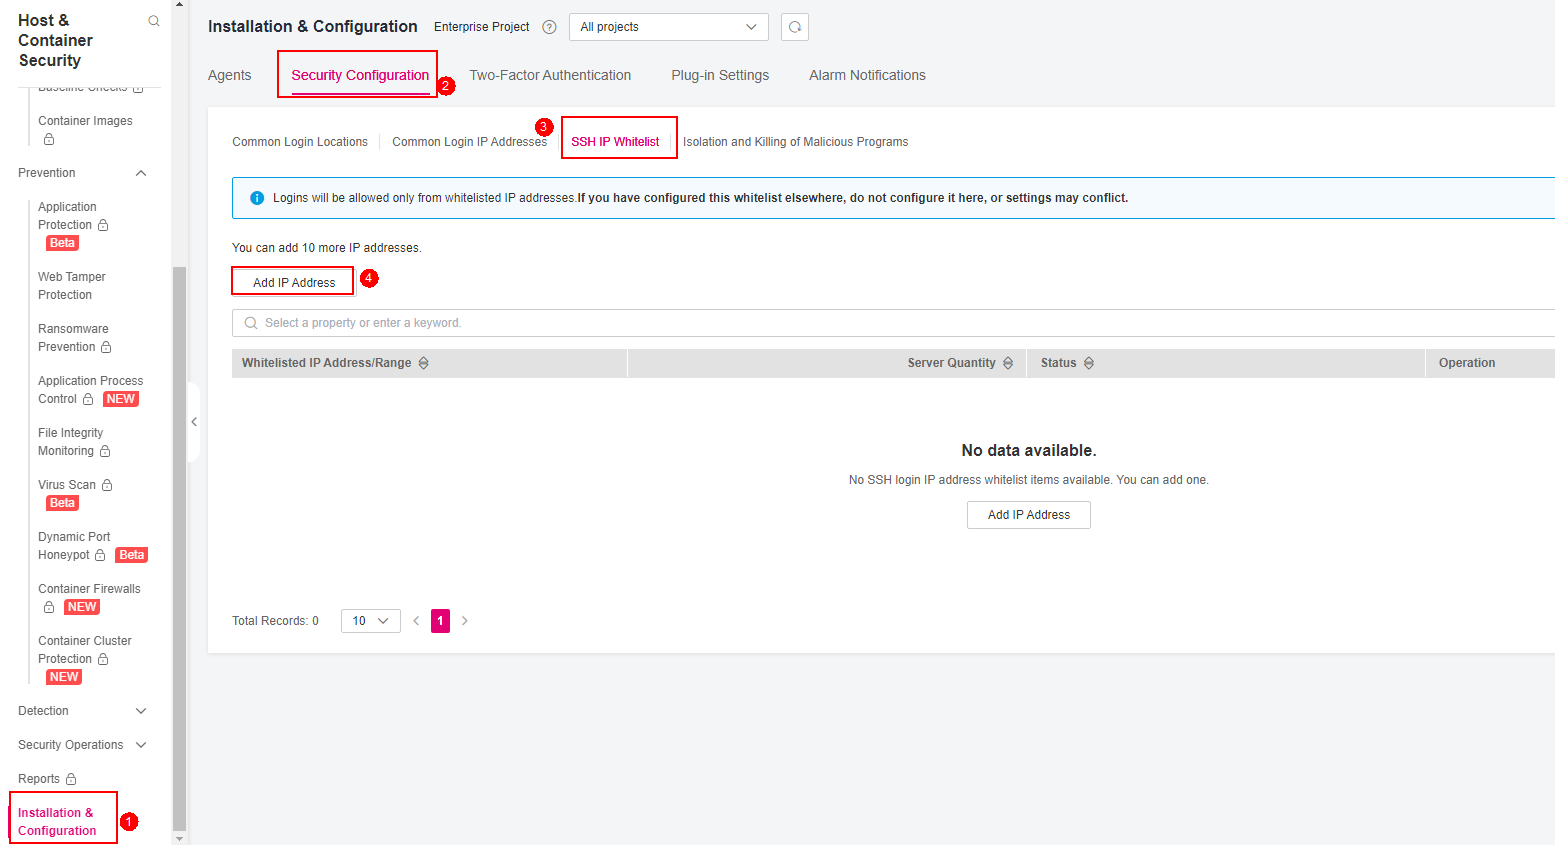 Host &
Container
Security
Baseline Checks
Container Images
Prevention
Application
Protection
Beta
Web Tamper
Protection
Ransomware
Prevention
Application Process
Control NEW
File Integrity
Monitoring
Virus Scan
Beta
Dynamic Port
Honeypot Beta
Container Firewalls
NEW
Container Cluster
Protection
NEW
Detection
Security Operations
Reports
Installation &
Configuration
1
Installation & Configuration Enterprise Project ? All projects
Agents Security Configuration 2 Two-Factor Authentication Plug-in Settings Alarm Notifications
Common Login Locations Common Login IP Addresses 3 SSH IP Whitelist Isolation and Killing of Malicious Programs
Logins will be allowed only from whitelisted IP addresses.If you have configured this whitelist elsewhere, do not configure it here, or settings may conflict.
You can add 10 more IP addresses.
Add IP Address 4
Select a property or enter a keyword.
Whitelisted IP Address/Range Server Quantity Status Operation
No data available.
No SSH login IP address whitelist items available. You can add one.
Add IP Address
Total Records: 0 10 < 1 >